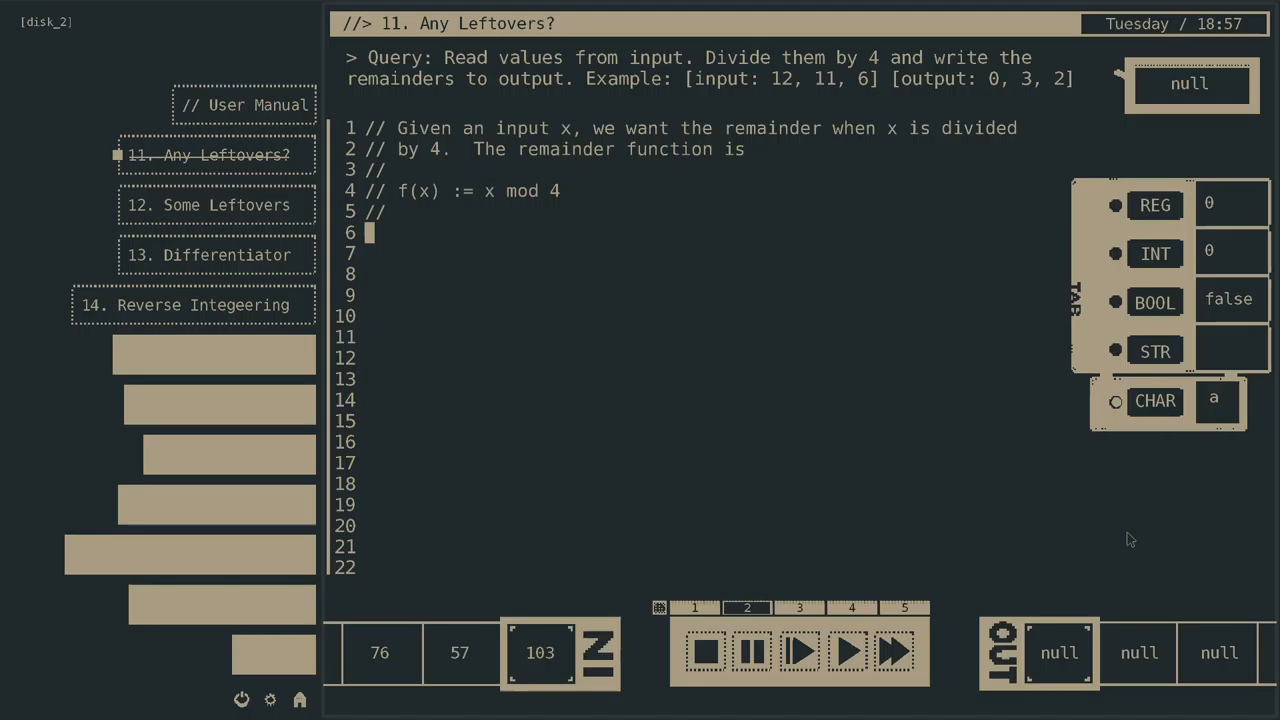 [disk_2]
//> 11. Any Leftovers?
Tuesday / 18:57
> Query: Read values from input. Divide them by 4 and write the
remainders to output. Example: [input: 12, 11, 6] [output: 0, 3, 2]
null
// User Manual
11. Any Leftovers?
12. Some Leftovers
13. Differentiator
14. Reverse Integeering
1 // Given an input x, we want the remainder when x is divided
2 // by 4.  The remainder function is
3 //
4 // f(x) := x mod 4
5 //
6
7
8
9
10
11
12
13
14
15
16
17
18
19
20
21
22
REG 0
INT 0
BOOL false
STR
CHAR a
1 2 3 4 5
76 57 103 IN
OUT null null null